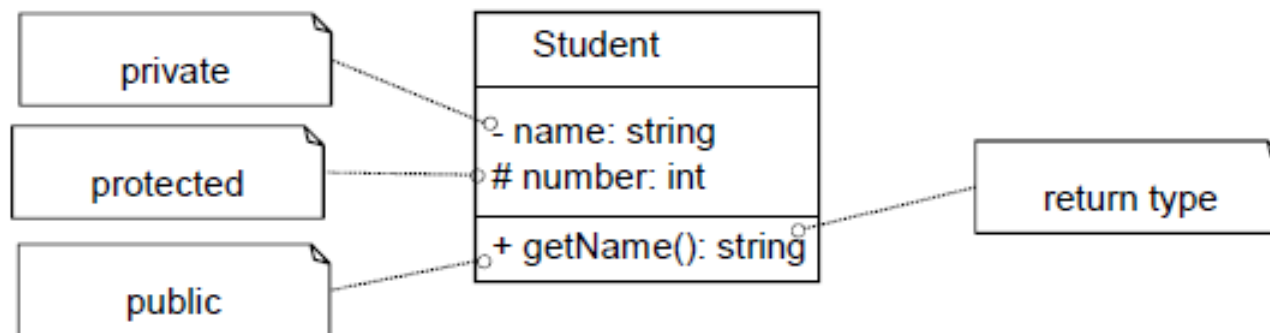 private
protected
public
Student
- name: string
# number: int
+ getName(): string
return type